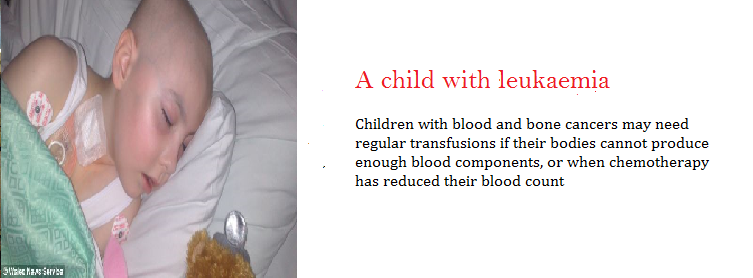 A child with leukaemia
Children with blood and bone cancers may need
regular transfusions if their bodies cannot produce
enough blood components, or when chemotherapy
has reduced their blood count
©Wales News Service